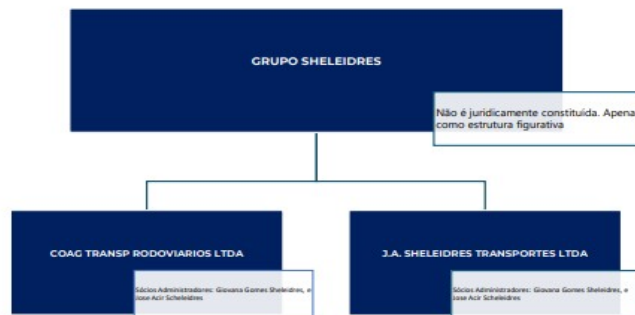 GRUPO SHELEIDRES
Não é juridicamente constituída. Apena
como estrutura figurativa
COAG TRANSP RODOVIARIOS LTDA
J.A. SHELEIDRES TRANSPORTES LTDA
Sócios Administradores: Giovana Gomes Sheleidres, e
Jose Acir Scheleidres
Sócios Administradores: Giovana Gomes Sheleidres, e
Jose Acir Scheleidres